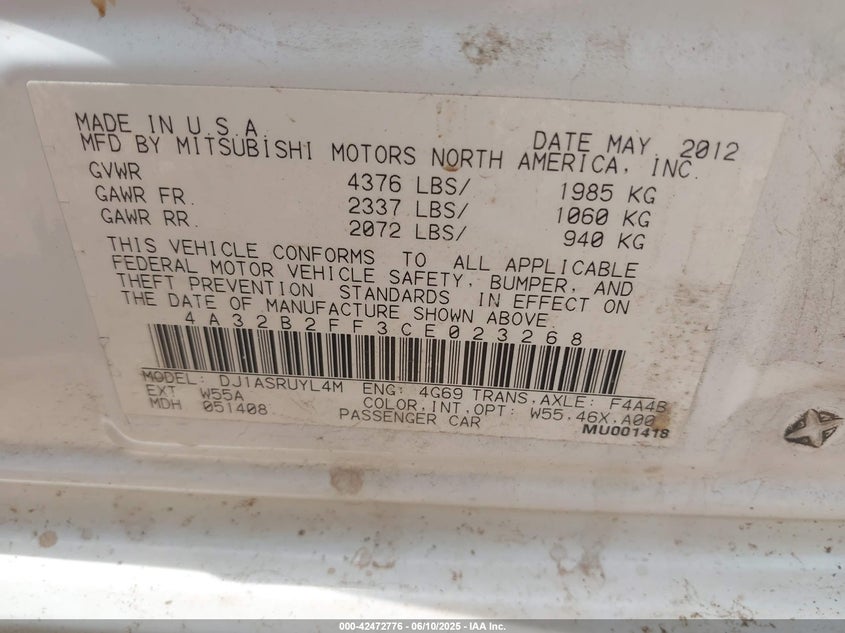 MADE IN U.S.A. DATE MAY 2012
MFD BY MITSUBISHI MOTORS NORTH AMERICA, INC.
GVWR 4376 LBS/ 1985 KG
GAWR FR. 2337 LBS/ 1060 KG
GAWR RR. 2072 LBS/ 940 KG
THIS VEHICLE CONFORMS TO ALL APPLICABLE
FEDERAL MOTOR VEHICLE SAFETY, BUMPER, AND
THEFT PREVENTION STANDARDS IN EFFECT ON
THE DATE OF MANUFACTURE SHOWN ABOVE.
4A32B2FF3CE023268
MODEL: DJ1ASRUYL4M ENG: 4G69 TRANS,AXLE: F4A4B
EXT W55A COLOR,INT,OPT: W55.46X.A00
MDH 051408 PASSENGER CAR
MU001418
000-42472776 - 06/10/2025 - IAA Inc.